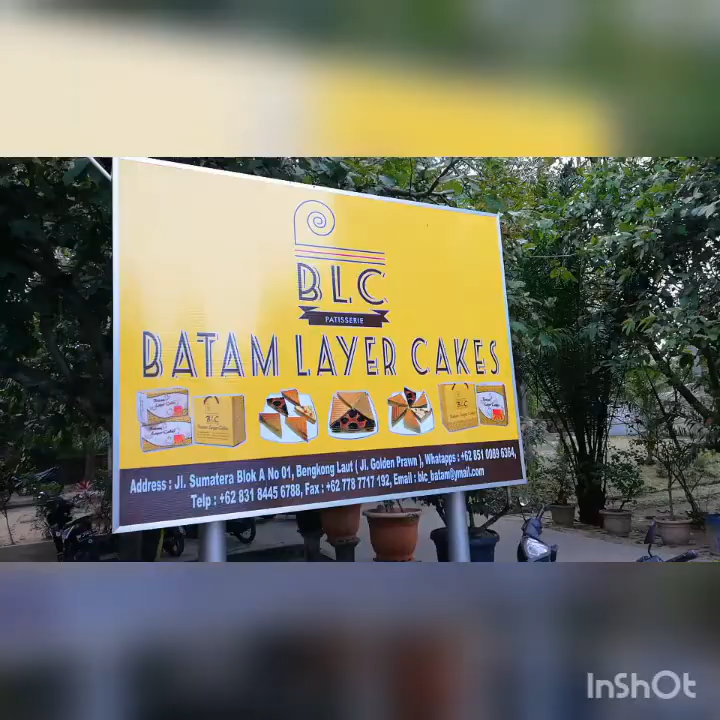 BLC
PATISSERIE
BATAM LAYER CAKES
BLC
Address : Jl. Sumatera Blok A No 01, Bengkong Laut ( Jl. Golden Prawn ), Whatapps : +62 851 0089 6364,
Telp : +62 831 8445 6788, Fax : +62 778 7717 192, Email : blc_batam@ymail.com
InShOt